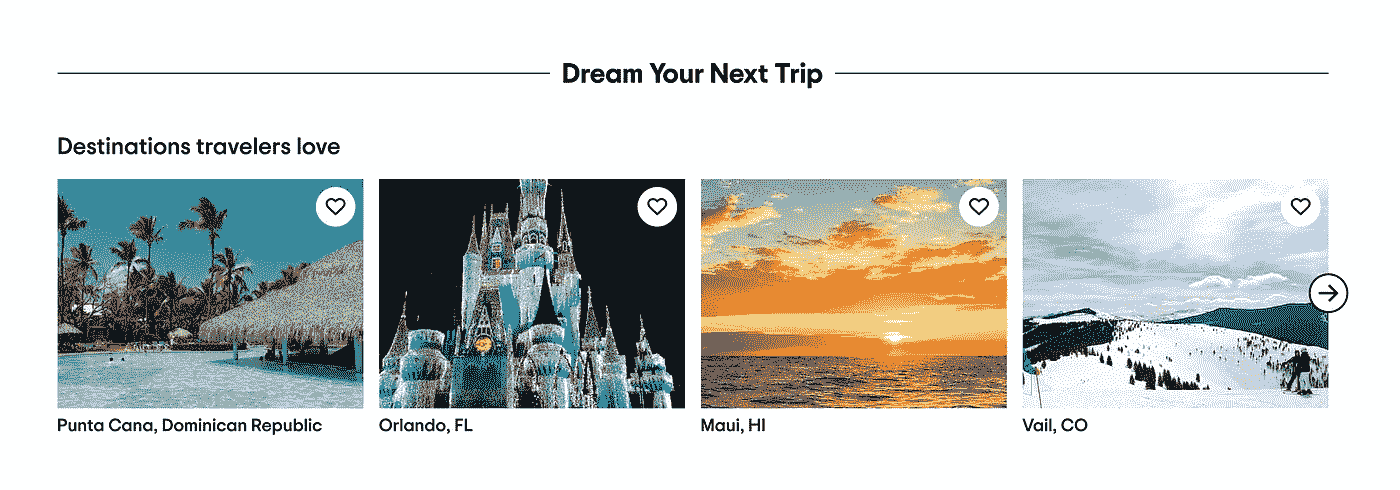 Dream Your Next Trip
Destinations travelers love
Punta Cana, Dominican Republic
Orlando, FL
Maui, HI
Vail, CO